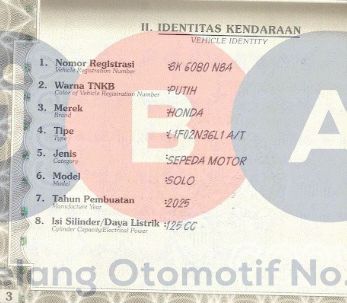 II. IDENTITAS KENDARAAN
VEHICLE IDENTITY
1. Nomor Registrasi :BK 6080 NBA
Vehicle Registration Number
2. Warna TNKB :PUTIH
Color of Vehicle Registration Number
3. Merek :HONDA
Brand
4. Tipe :L1F02N36L1 A/T
Type
5. Jenis :SEPEDA MOTOR
Category
6. Model :SOLO
Model
7. Tahun Pembuatan :2025
Manufacture Year
8. Isi Silinder/Daya Listrik :125 CC
Cylinder Capacity/Electrical Power
B A
elang Otomotif No.
3